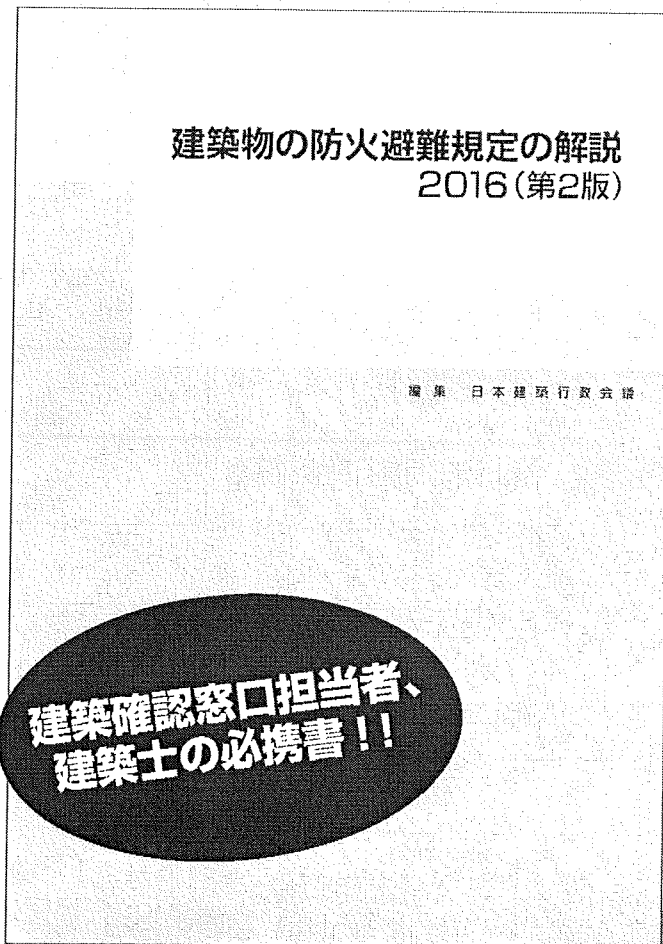 建築物の防火避難規定の解説
2016(第2版)
編集 日本建築行政会議
建築確認窓口担当者、
建築士の必携書!!